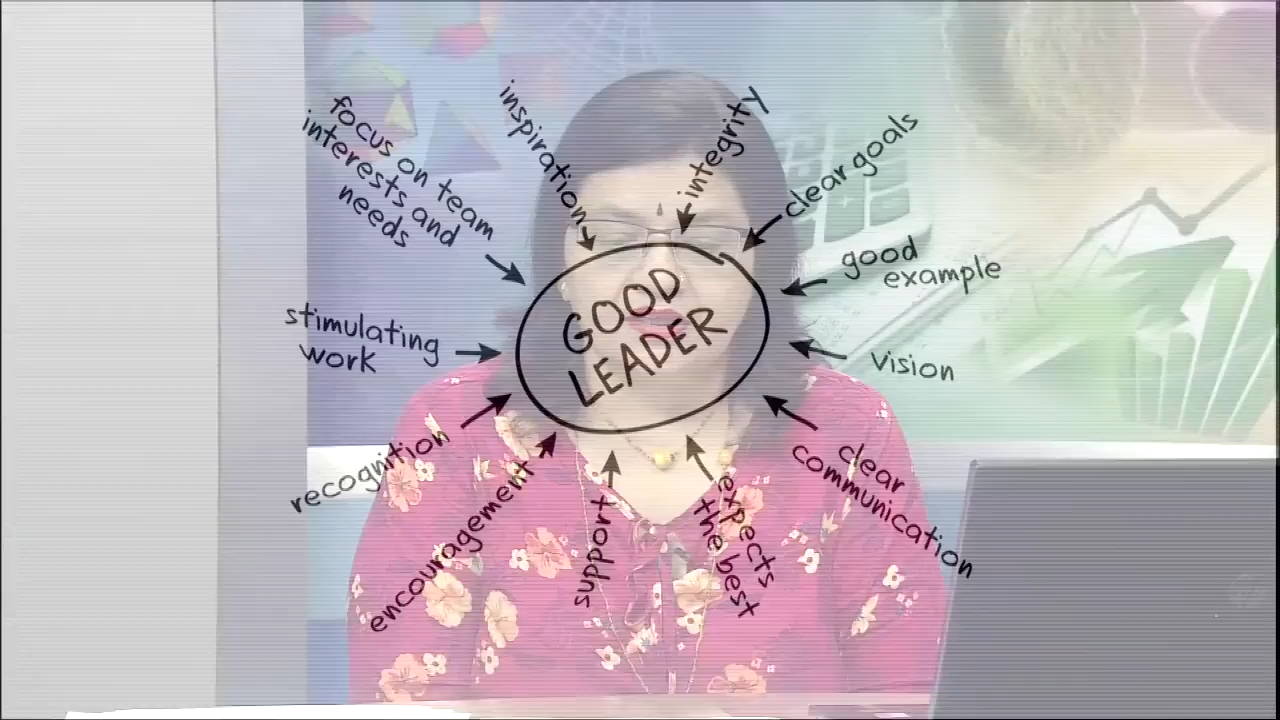 focus on team
interests and
needs
inspiration
integrity
clear goals
good
example
GOOD
LEADER
stimulating
work
vision
recognition
encouragement
support
expects
the best
clear
communication